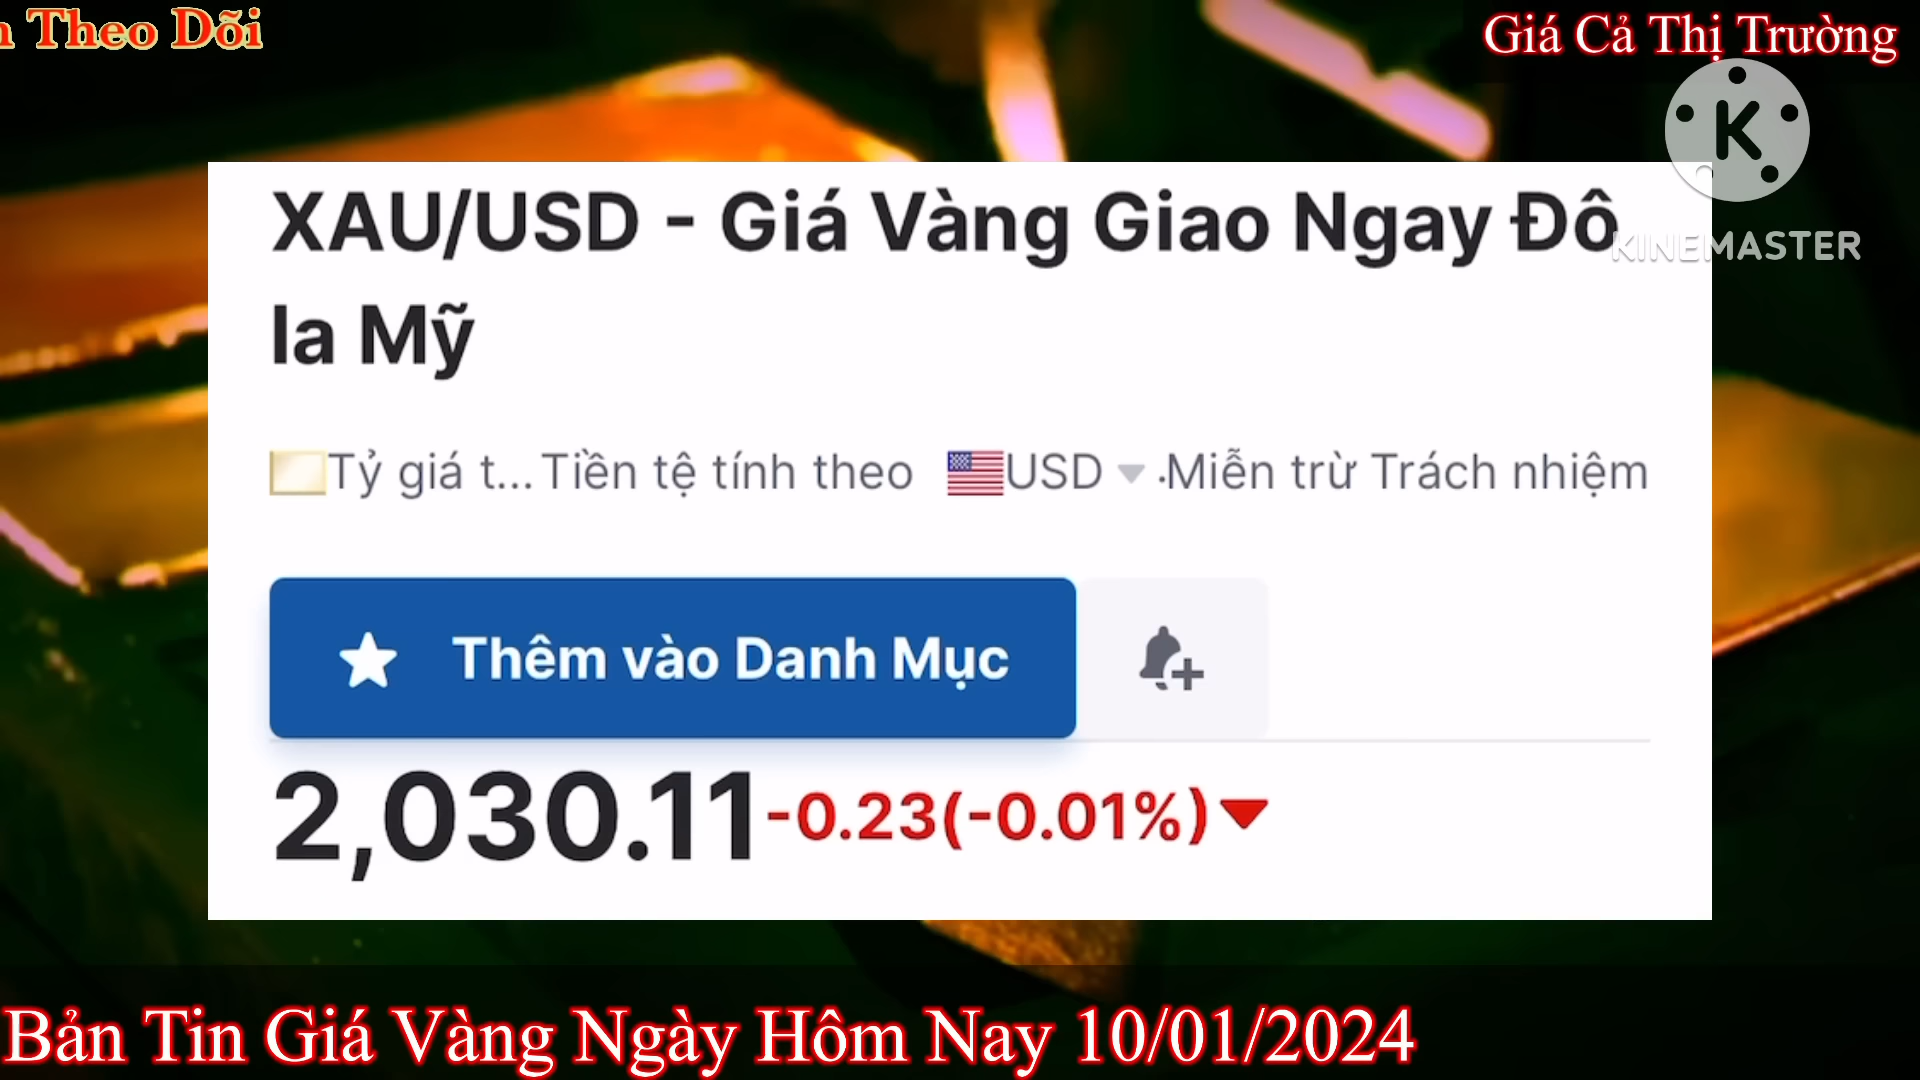 n Theo Dõi
Giá Cả Thị Trường
K
KINEMASTER
XAU/USD - Giá Vàng Giao Ngay Đô
la Mỹ
Tỷ giá t... Tiền tệ tính theo USD ·Miễn trừ Trách nhiệm
Thêm vào Danh Mục
2,030.11 -0.23(-0.01%)
Bản Tin Giá Vàng Ngày Hôm Nay 10/01/2024